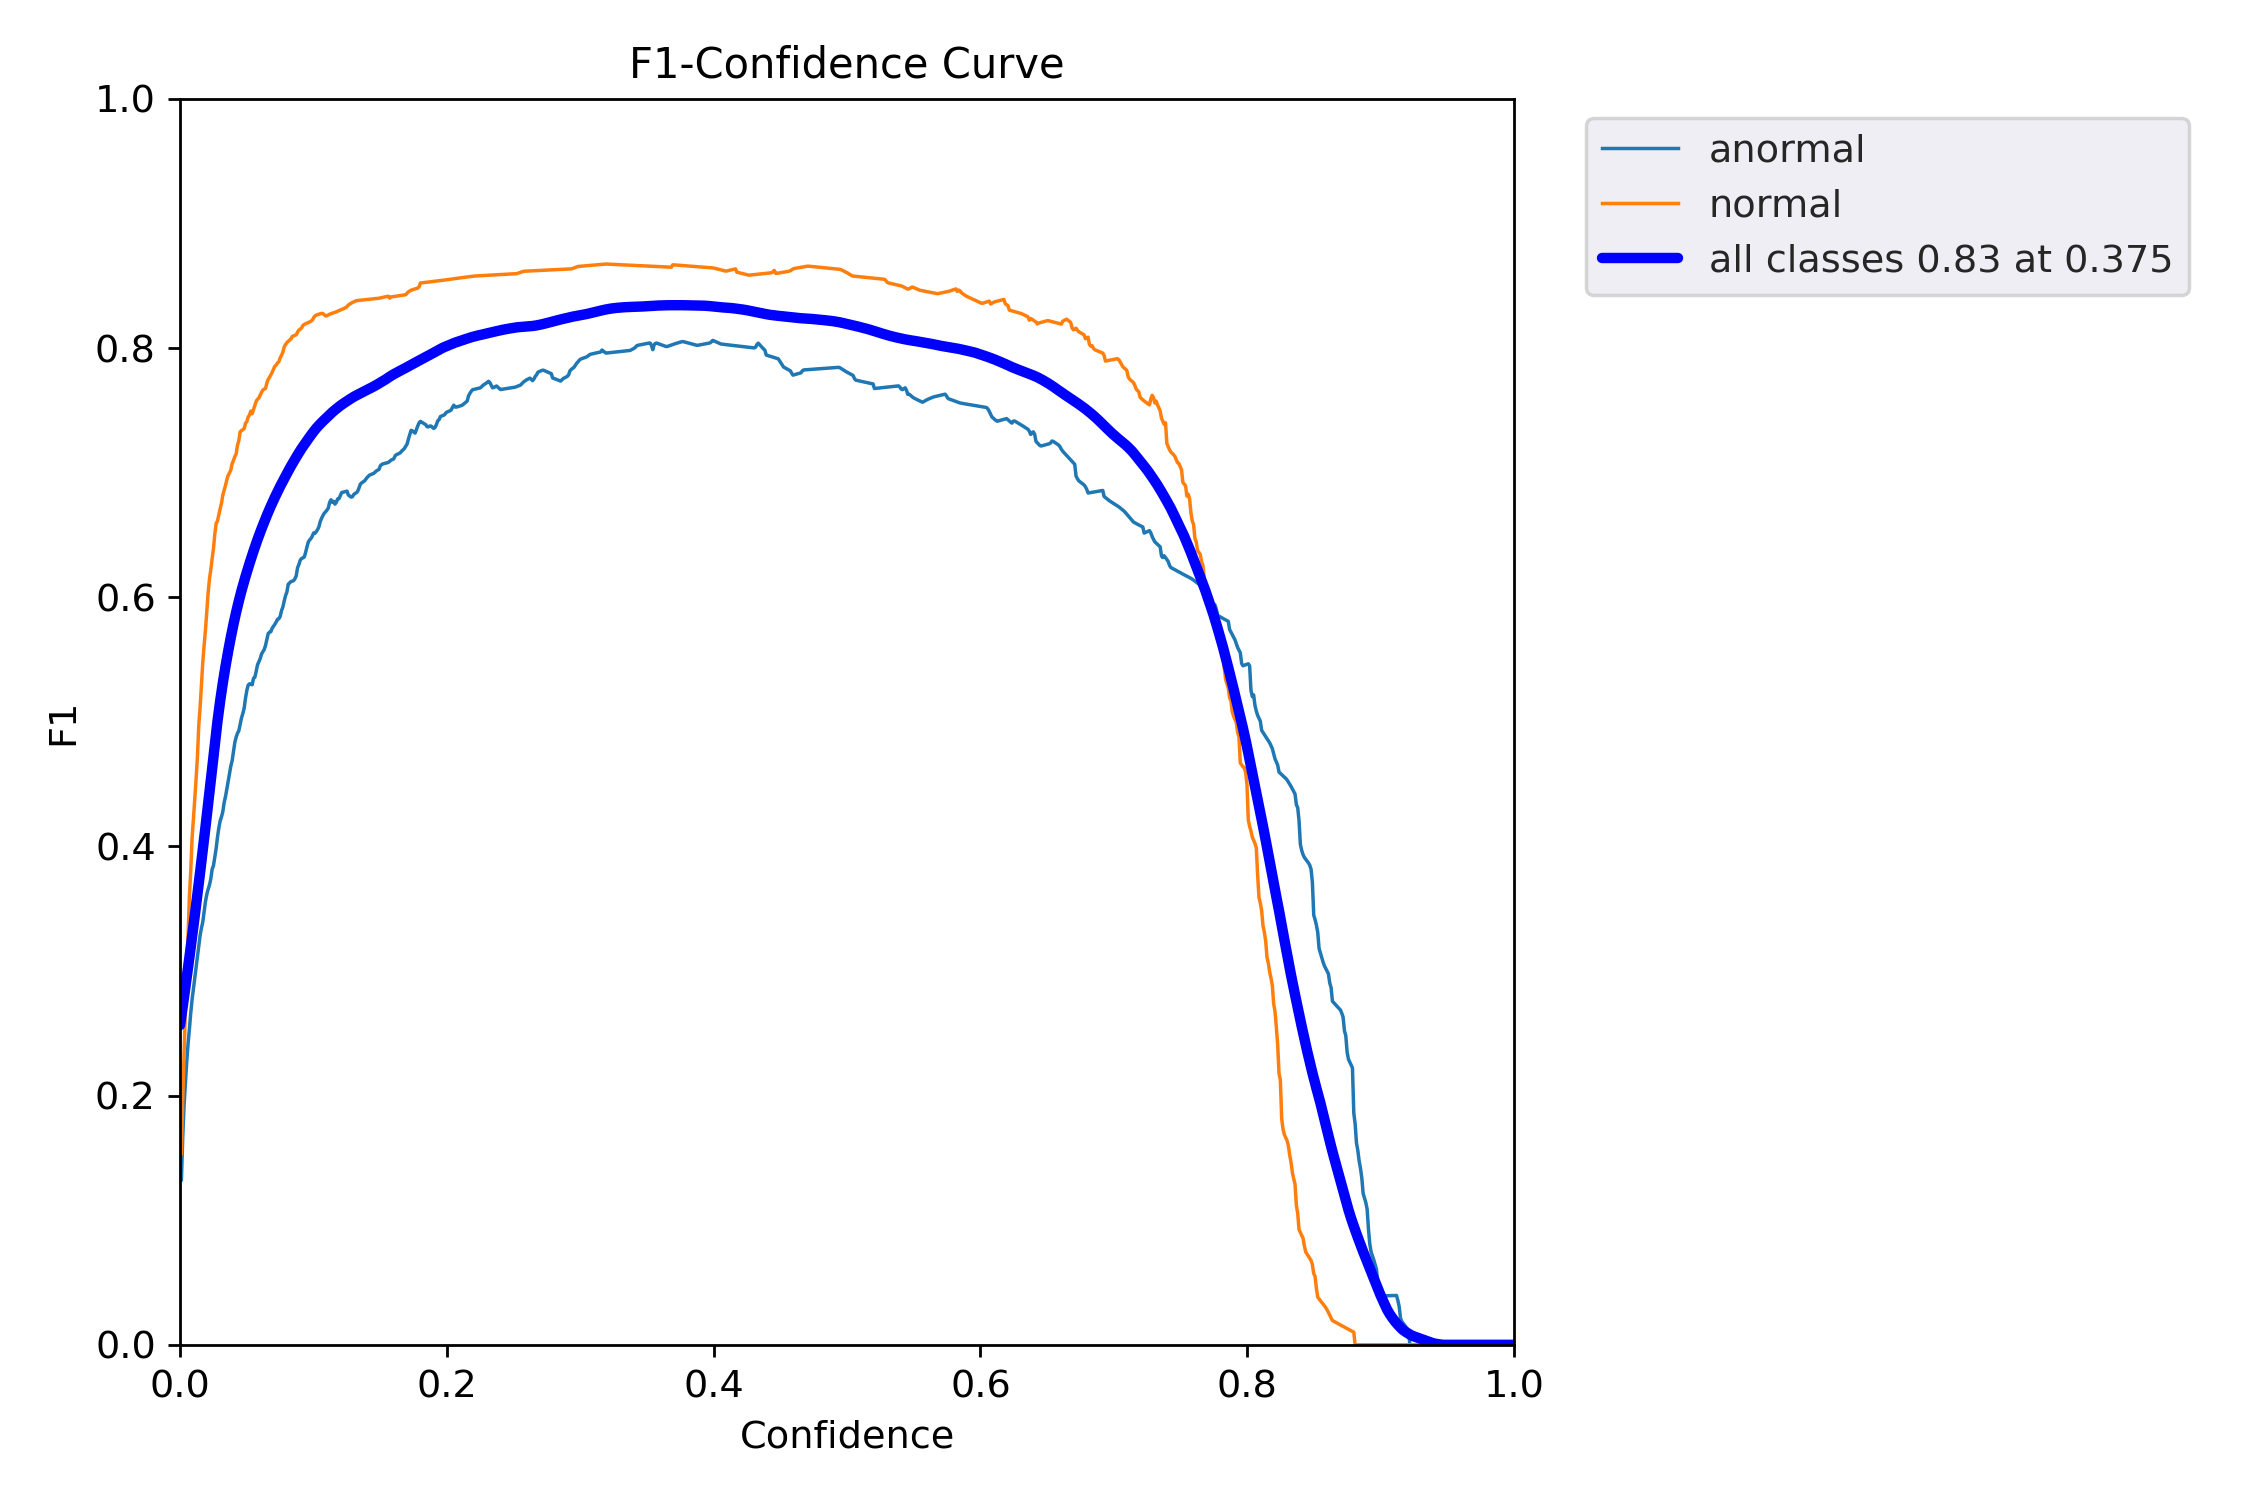 F1-Confidence Curve
1.0
0.8
0.6
0.4
0.2
0.0
F1
0.0 0.2 0.4 0.6 0.8 1.0
Confidence
anormal
normal
all classes 0.83 at 0.375